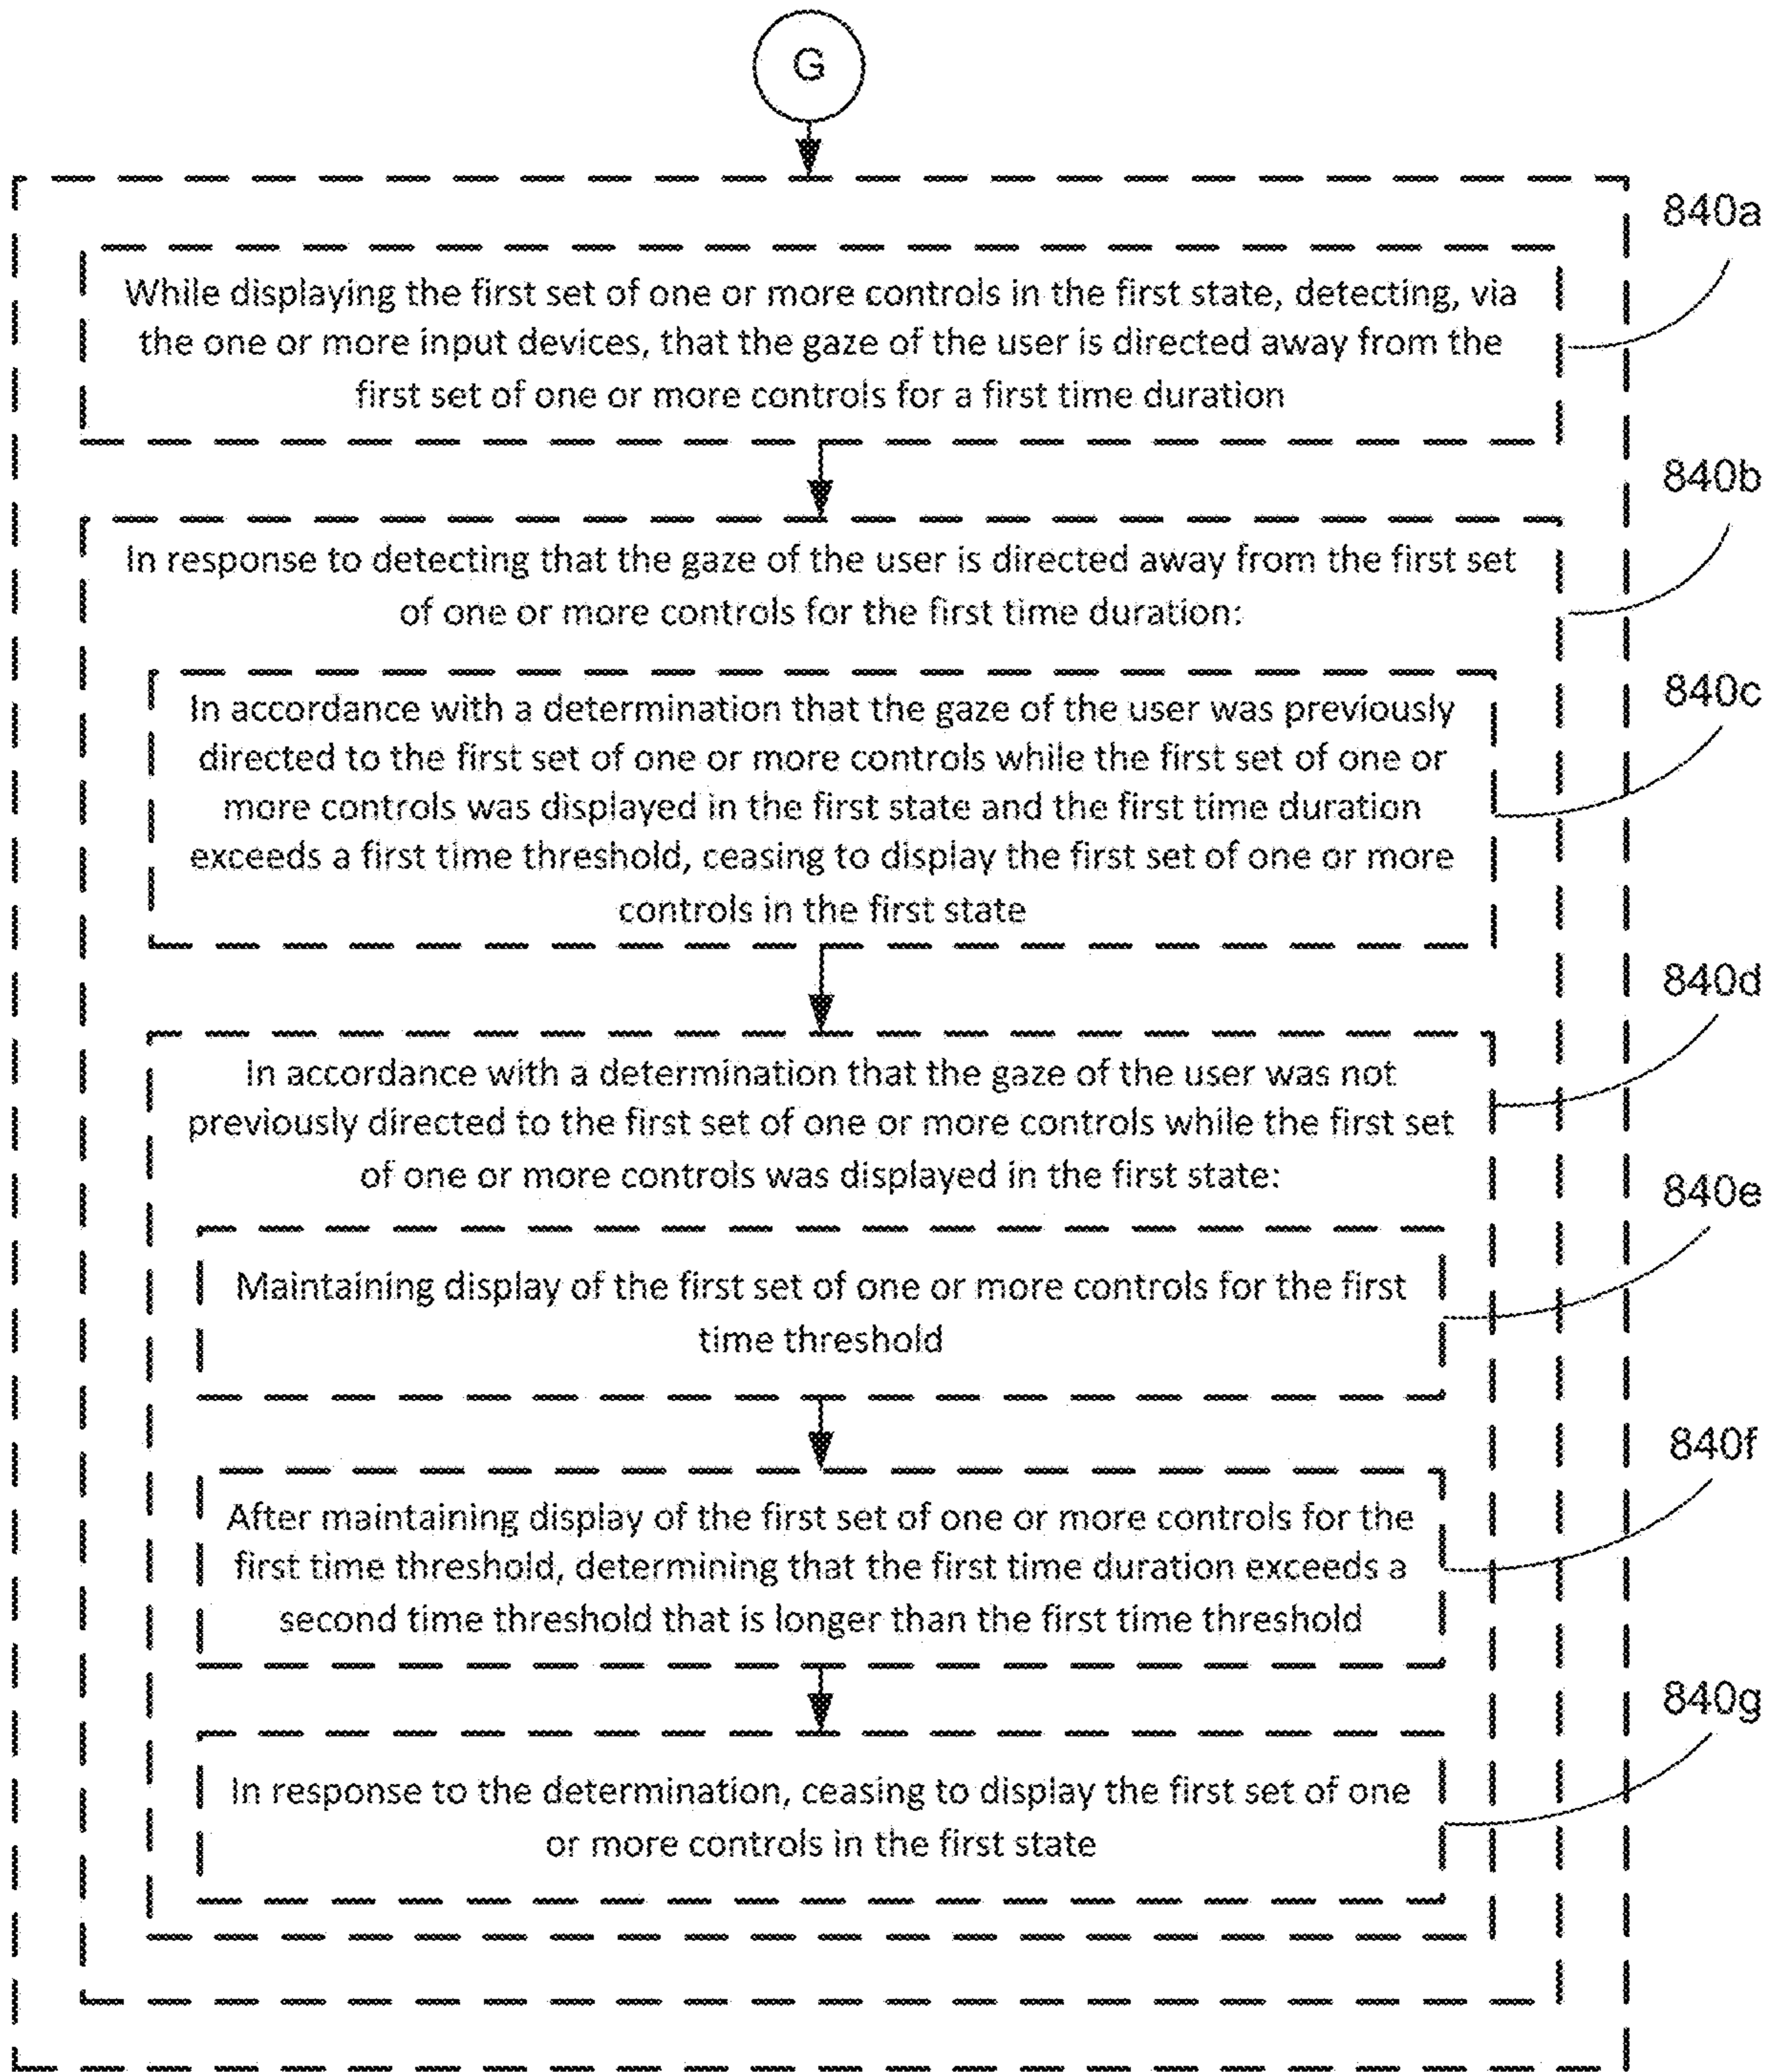 G
840a
While displaying the first set of one or more controls in the first state, detecting, via
the one or more input devices, that the gaze of the user is directed away from the
first set of one or more controls for a first time duration
840b
In response to detecting that the gaze of the user is directed away from the first set
of one or more controls for the first time duration:
840c
In accordance with a determination that the gaze of the user was previously
directed to the first set of one or more controls while the first set of one or
more controls was displayed in the first state and the first time duration
exceeds a first time threshold, ceasing to display the first set of one or more
controls in the first state
840d
In accordance with a determination that the gaze of the user was not
previously directed to the first set of one or more controls while the first set
of one or more controls was displayed in the first state:
840e
Maintaining display of the first set of one or more controls for the first
time threshold
840f
After maintaining display of the first set of one or more controls for the
first time threshold, determining that the first time duration exceeds a
second time threshold that is longer than the first time threshold
840g
In response to the determination, ceasing to display the first set of one
or more controls in the first state